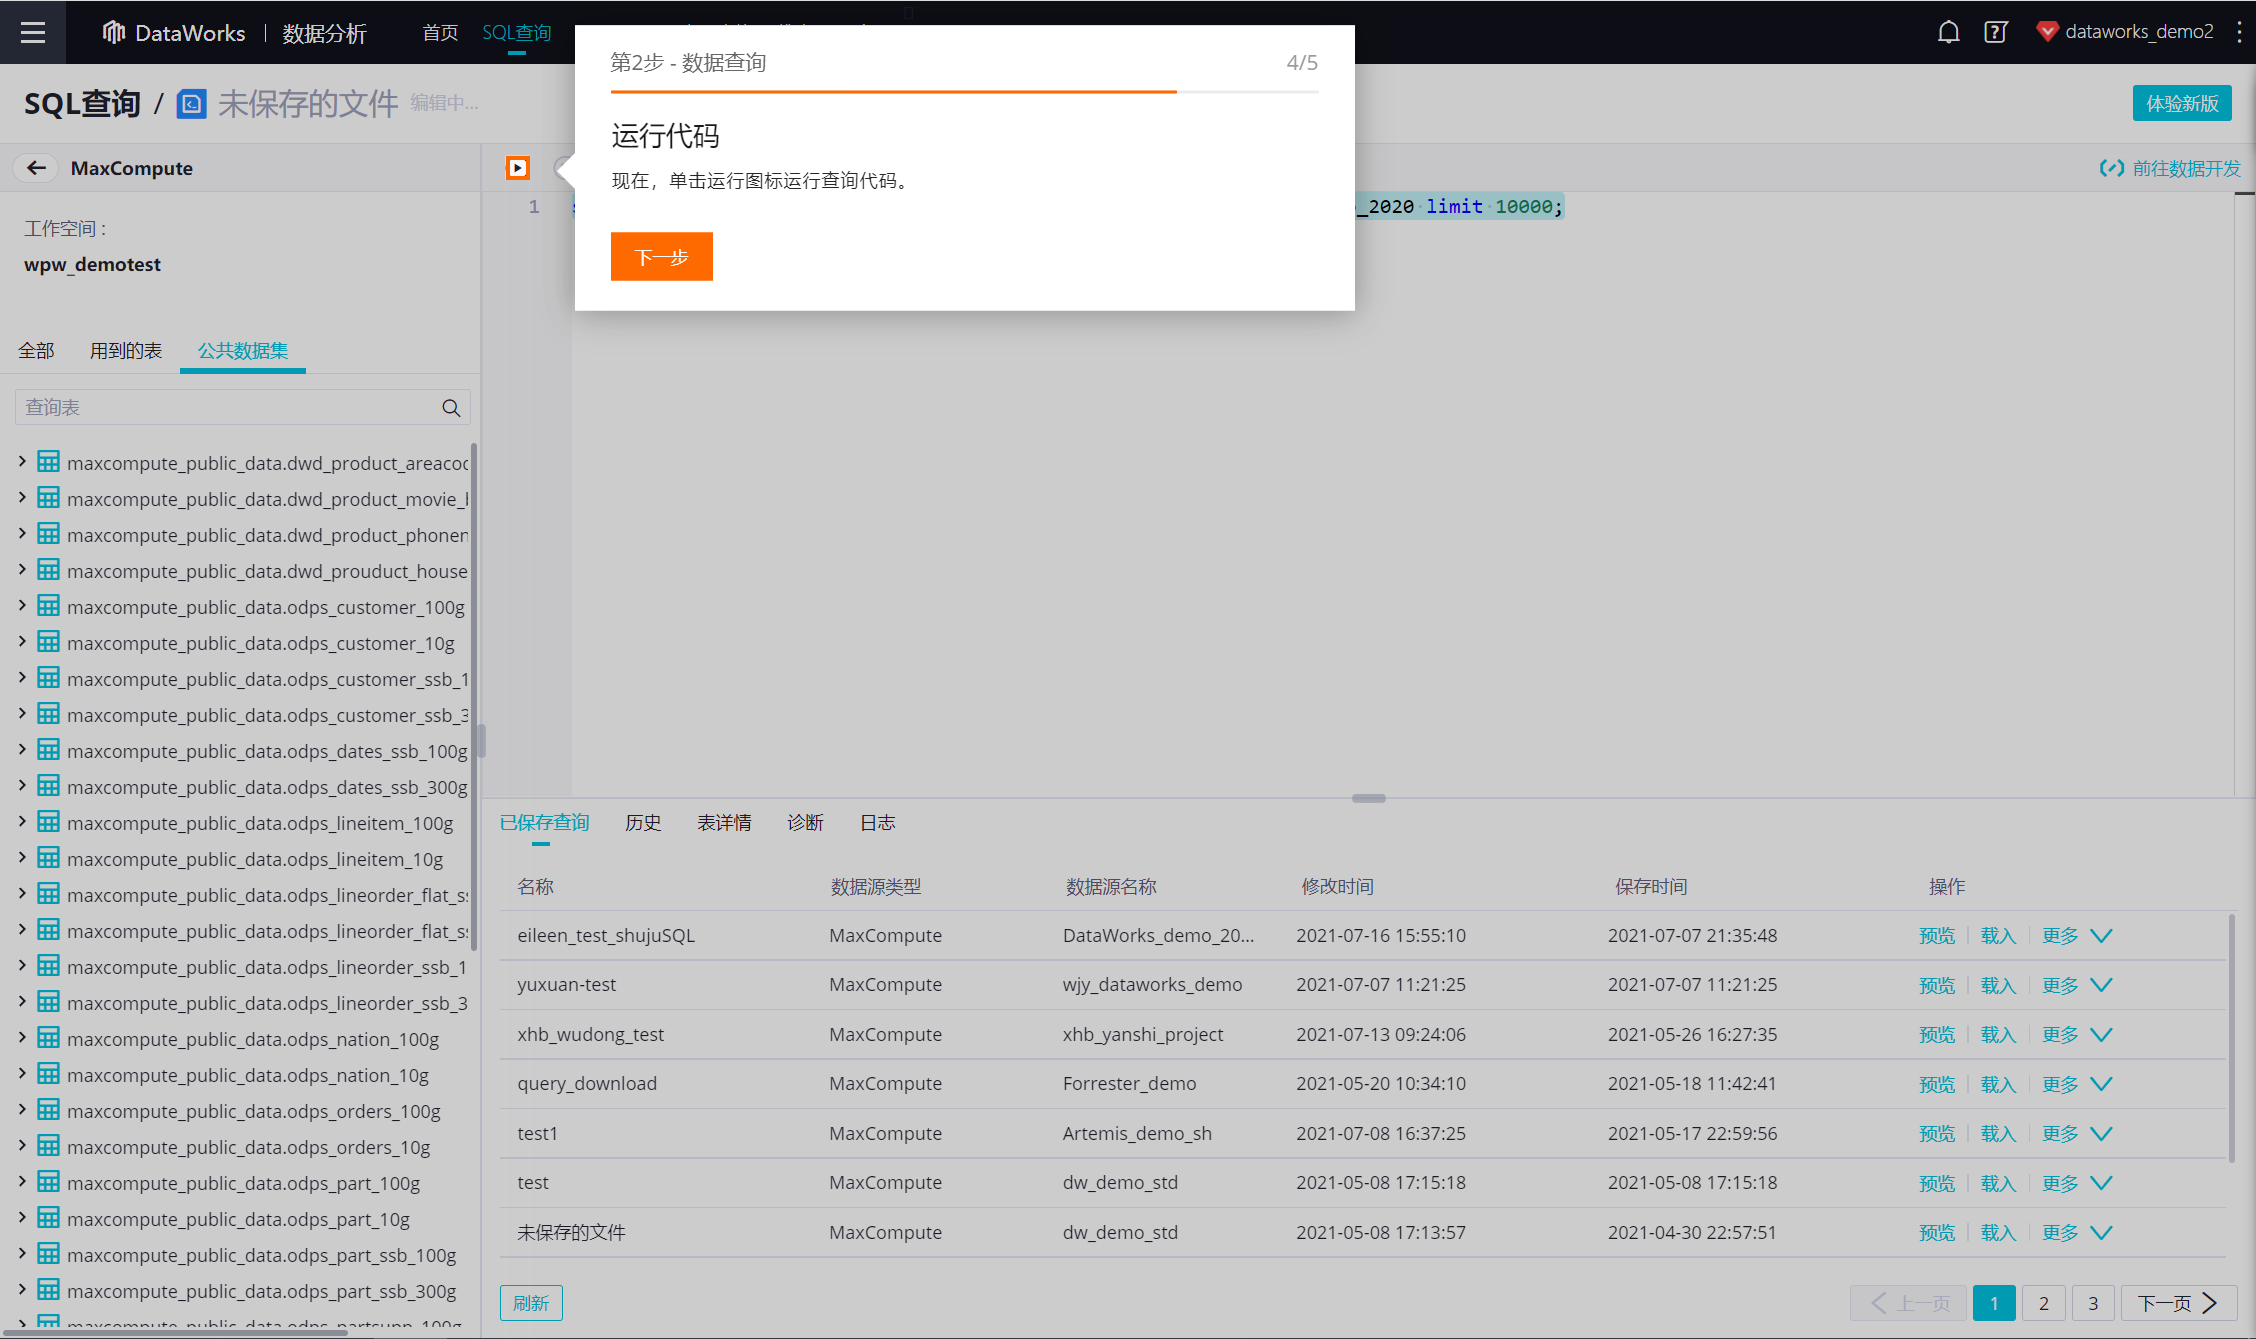 DataWorks | 数据分析 首页 SQL查询 dataworks_demo2
第2步 - 数据查询 4/5
SQL查询 / 未保存的文件 编辑中... 体验新版
运行代码
MaxCompute 前往数据开发
现在，单击运行图标运行查询代码。
1 _2020 limit 10000;
工作空间 :
wpw_demotest
下一步
全部 用到的表 公共数据集
查询表
maxcompute_public_data.dwd_product_areacod
maxcompute_public_data.dwd_product_movie_b
maxcompute_public_data.dwd_product_phonen
maxcompute_public_data.dwd_prouduct_house
maxcompute_public_data.odps_customer_100g
maxcompute_public_data.odps_customer_10g
maxcompute_public_data.odps_customer_ssb_1
maxcompute_public_data.odps_customer_ssb_3
maxcompute_public_data.odps_dates_ssb_100g
maxcompute_public_data.odps_dates_ssb_300g
maxcompute_public_data.odps_lineitem_100g
maxcompute_public_data.odps_lineitem_10g
maxcompute_public_data.odps_lineorder_flat_ss
maxcompute_public_data.odps_lineorder_flat_ss
maxcompute_public_data.odps_lineorder_ssb_1
maxcompute_public_data.odps_lineorder_ssb_3
maxcompute_public_data.odps_nation_100g
maxcompute_public_data.odps_nation_10g
maxcompute_public_data.odps_orders_100g
maxcompute_public_data.odps_orders_10g
maxcompute_public_data.odps_part_100g
maxcompute_public_data.odps_part_10g
maxcompute_public_data.odps_part_ssb_100g
maxcompute_public_data.odps_part_ssb_300g
maxcompute_public_data.odps_partsupp_100g
已保存查询 历史 表详情 诊断 日志
名称 数据源类型 数据源名称 修改时间 保存时间 操作
eileen_test_shujuSQL MaxCompute DataWorks_demo_20... 2021-07-16 15:55:10 2021-07-07 21:35:48 预览 载入 更多
yuxuan-test MaxCompute wjy_dataworks_demo 2021-07-07 11:21:25 2021-07-07 11:21:25 预览 载入 更多
xhb_wudong_test MaxCompute xhb_yanshi_project 2021-07-13 09:24:06 2021-05-26 16:27:35 预览 载入 更多
query_download MaxCompute Forrester_demo 2021-05-20 10:34:10 2021-05-18 11:42:41 预览 载入 更多
test1 MaxCompute Artemis_demo_sh 2021-07-08 16:37:25 2021-05-17 22:59:56 预览 载入 更多
test MaxCompute dw_demo_std 2021-05-08 17:15:18 2021-05-08 17:15:18 预览 载入 更多
未保存的文件 MaxCompute dw_demo_std 2021-05-08 17:13:57 2021-04-30 22:57:51 预览 载入 更多
刷新 上一页 1 2 3 下一页